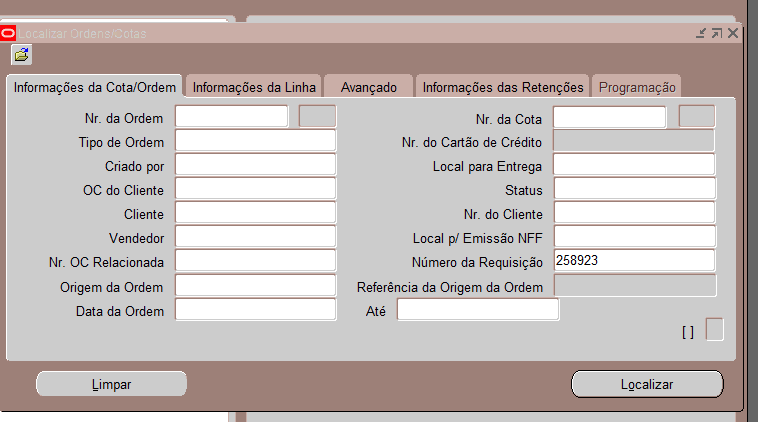 Localizar Ordens/Cotas
Informações da Cota/Ordem Informações da Linha Avançado Informações das Retenções Programação
Nr. da Ordem Nr. da Cota
Tipo de Ordem Nr. do Cartão de Crédito
Criado por Local para Entrega
OC do Cliente Status
Cliente Nr. do Cliente
Vendedor Local p/ Emissão NFF
Nr. OC Relacionada Número da Requisição 258923
Origem da Ordem Referência da Origem da Ordem
Data da Ordem Até
[ ]
Limpar Localizar